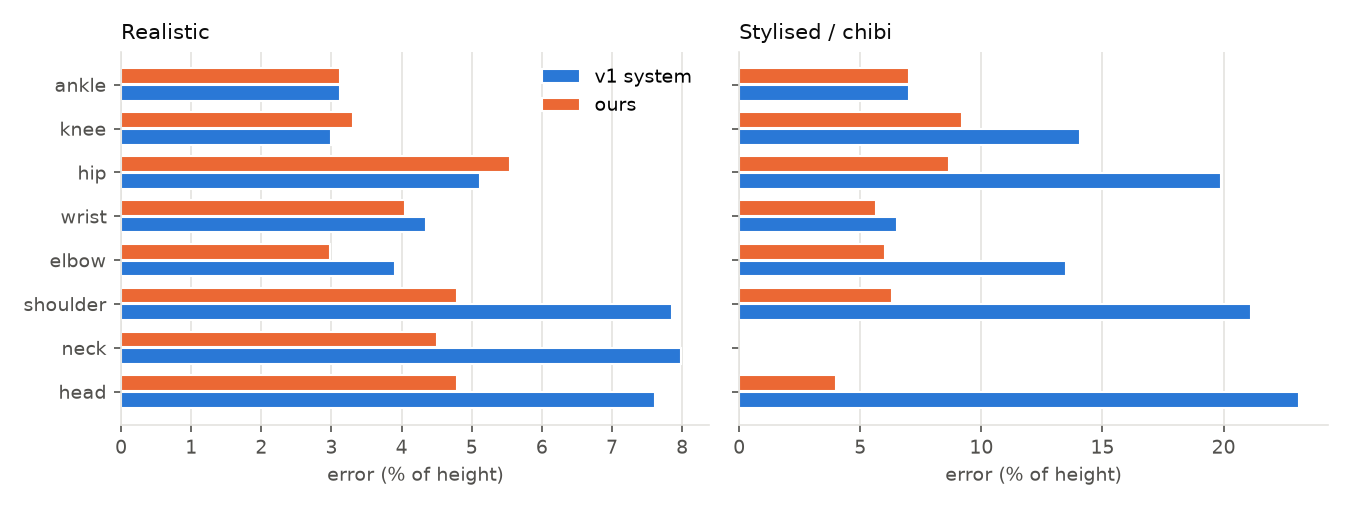 Realistic
Stylised / chibi
v1 system
ours
ankle
knee
hip
wrist
elbow
shoulder
neck
head
0 1 2 3 4 5 6 7 8
0 5 10 15 20
error (% of height)
error (% of height)